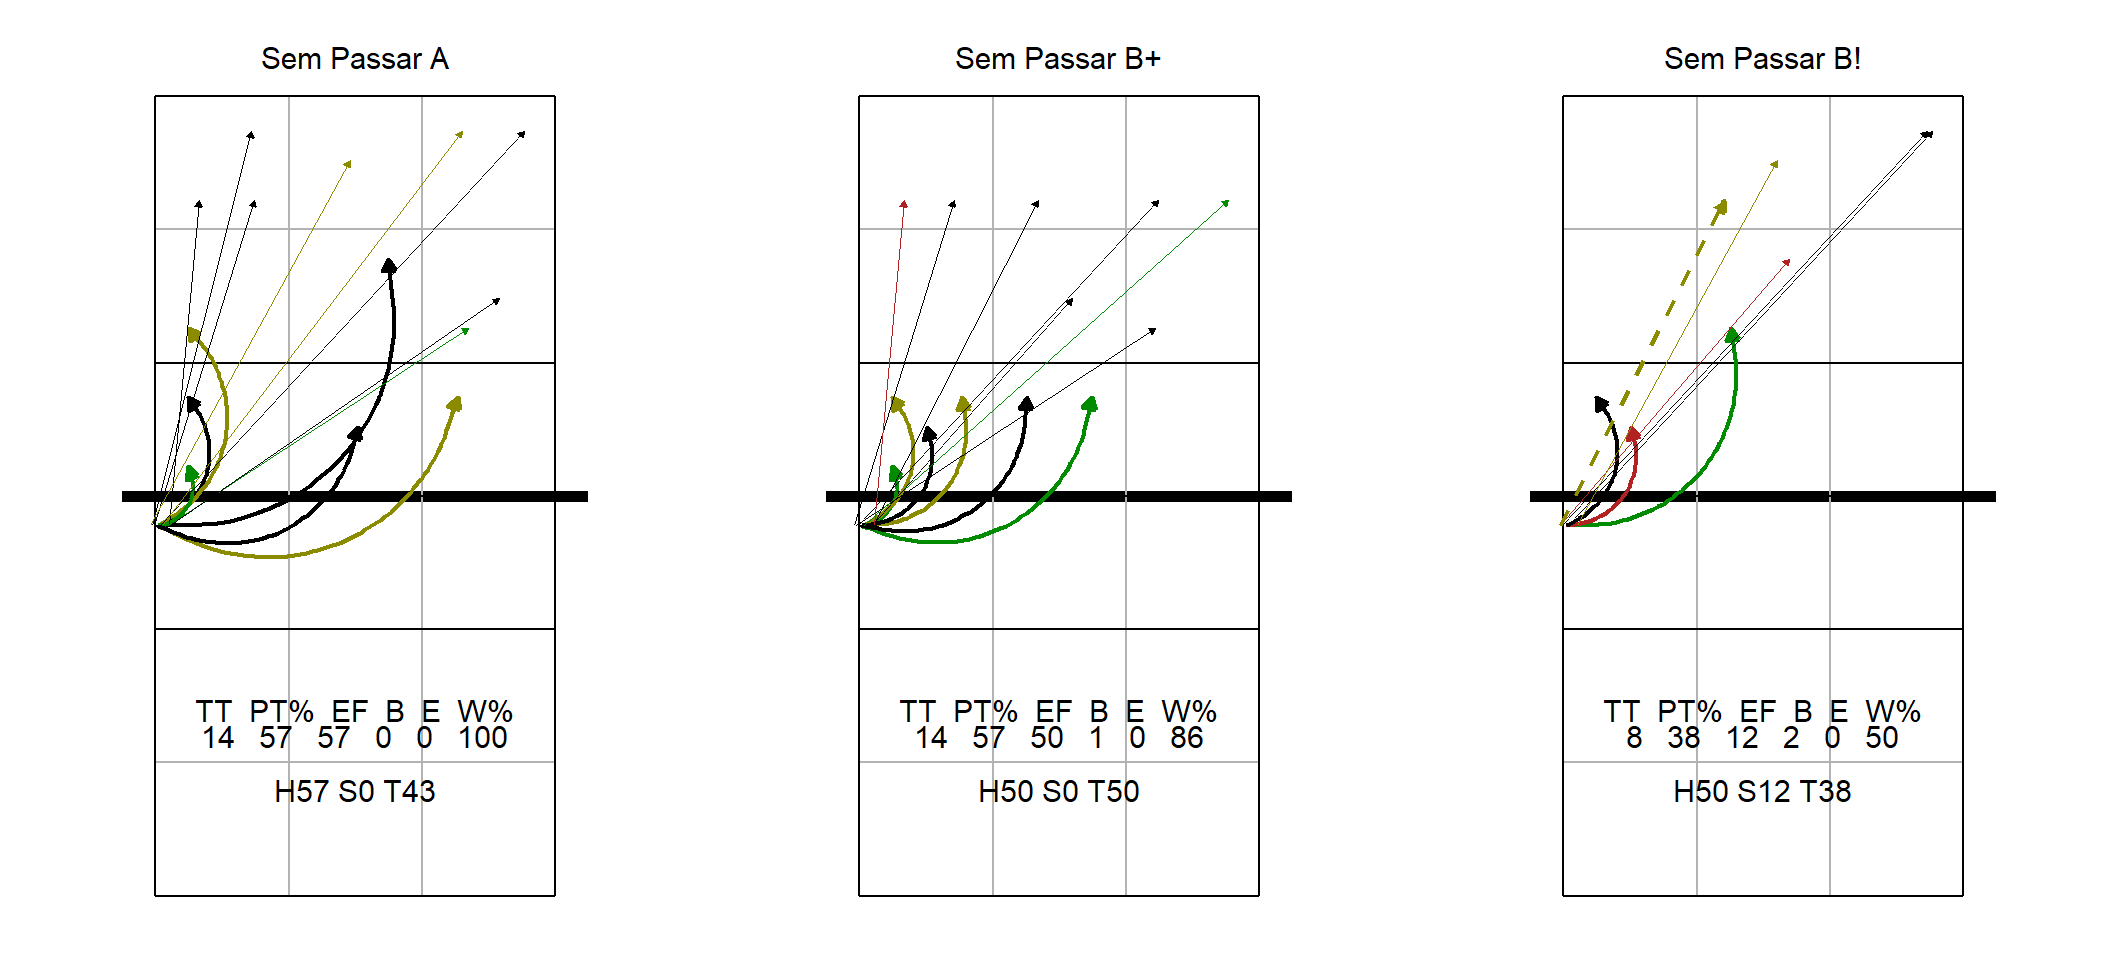 Sem Passar A
TT PT% EF B E W%
14 57 57 0 0 100
H57 S0 T43
Sem Passar B+
TT PT% EF B E W%
14 57 50 1 0 86
H50 S0 T50
Sem Passar B!
TT PT% EF B E W%
8 38 12 2 0 50
H50 S12 T38